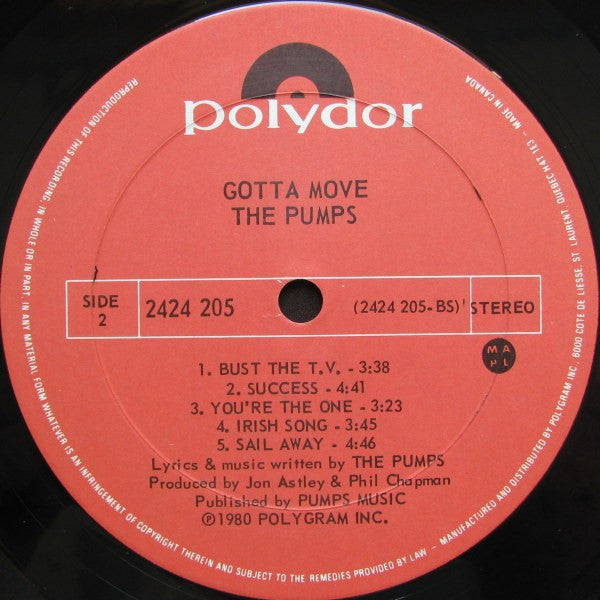 polydor
GOTTA MOVE
THE PUMPS
SIDE
2
2424 205
(2424 205-BS)'
STEREO
MAPL
1. BUST THE T.V. - 3:38
2. SUCCESS - 4:41
3. YOU'RE THE ONE - 3:23
4. IRISH SONG - 3:45
5. SAIL AWAY - 4:46
Lyrics & music written by THE PUMPS
Produced by Jon Astley & Phil Chapman
Published by PUMPS MUSIC
Ⓟ1980 POLYGRAM INC.
REPRODUCTION OF THIS RECORDING, IN WHOLE OR IN PART, IN ANY MATERIAL FORM WHATEVER IS AN INFRINGEMENT OF COPYRIGHT THEREIN AND SUBJECT TO THE REMEDIES PROVIDED BY LAW – MANUFACTURED AND DISTRIBUTED BY POLYGRAM INC. 6000 COTE DE LIESSE, ST. LAURENT, QUEBEC H4T 1E3 – MADE IN CANADA